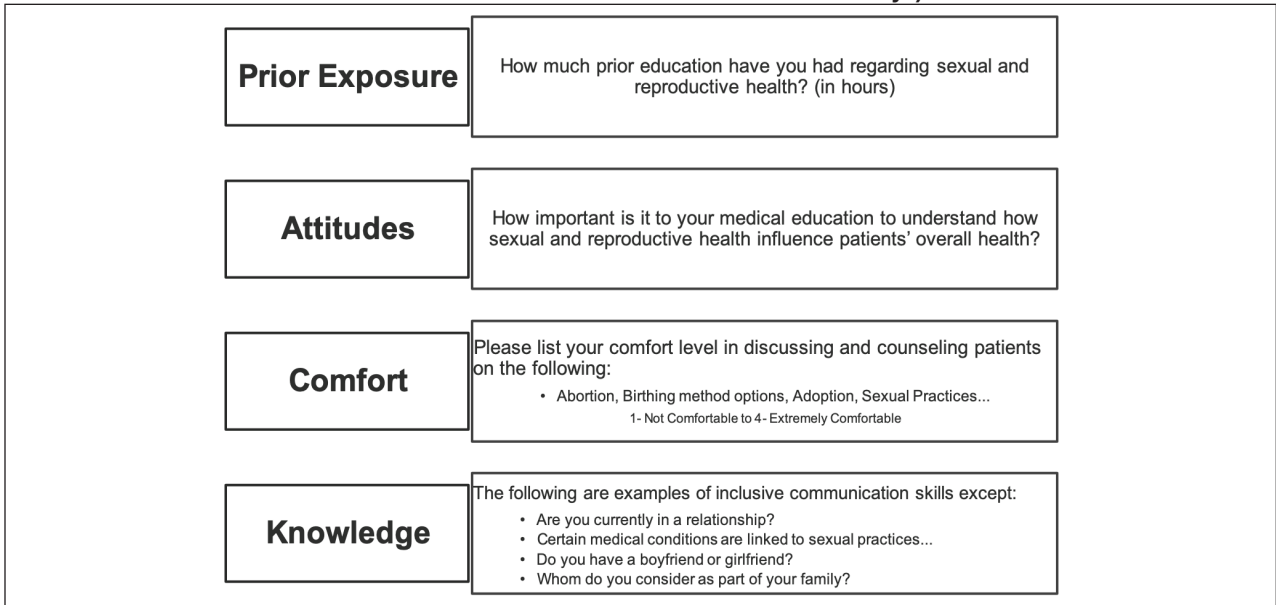 Prior Exposure
How much prior education have you had regarding sexual and
reproductive health? (in hours)
Attitudes
How important is it to your medical education to understand how
sexual and reproductive health influence patients’ overall health?
Comfort
Please list your comfort level in discussing and counseling patients
on the following:
• Abortion, Birthing method options, Adoption, Sexual Practices...
1- Not Comfortable to 4- Extremely Comfortable
Knowledge
The following are examples of inclusive communication skills except:
• Are you currently in a relationship?
• Certain medical conditions are linked to sexual practices...
• Do you have a boyfriend or girlfriend?
• Whom do you consider as part of your family?